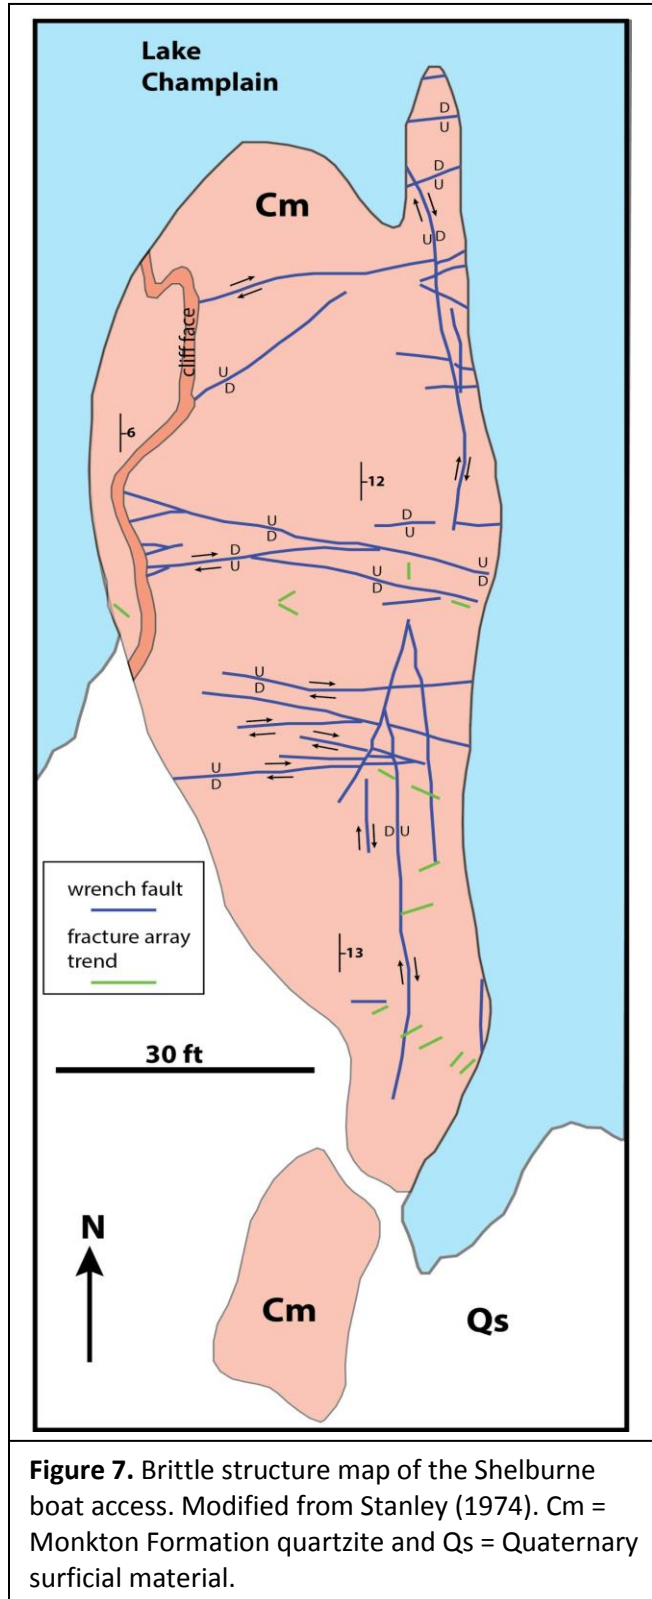 Lake
Champlain
D
U
D
U
Cm
U D
cliff face
U
D
6
12
D
U
U
D
D
U
U
D
U
D
U
D
U
D
D U
wrench fault
fracture array
trend
13
30 ft
N
Cm
Qs
Figure 7. Brittle structure map of the Shelburne
boat access. Modified from Stanley (1974). Cm =
Monkton Formation quartzite and Qs = Quaternary
surficial material.